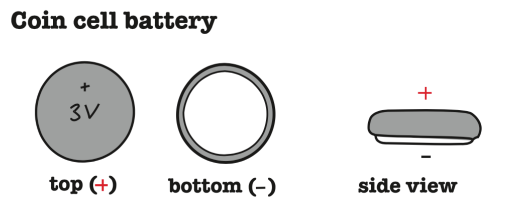 Coin cell battery
+
3V
+
–
top (+)
bottom (–)
side view